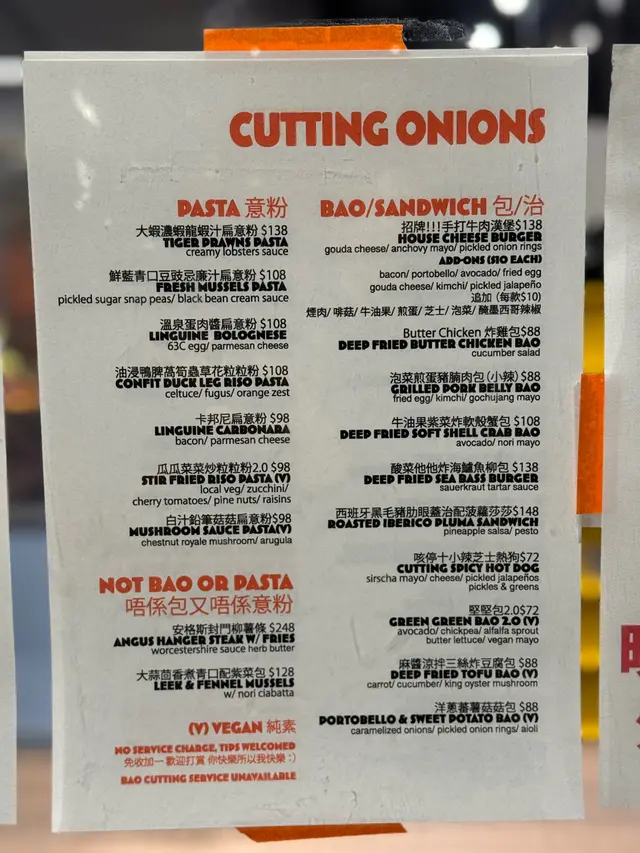 CUTTING ONIONS
PASTA 意粉
大蝦濃蝦龍蝦汁扁意粉 $138
TIGER PRAWNS PASTA
creamy lobsters sauce
鮮藍青口豆豉忌廉汁扁意粉 $108
FRESH MUSSELS PASTA
pickled sugar snap peas/ black bean cream sauce
溫泉蛋肉醬扁意粉 $108
LINGUINE BOLOGNESE
63C egg/ parmesan cheese
油浸鴨脾萵筍蟲草花粒粒粉 $108
CONFIT DUCK LEG RISO PASTA
celtuce/ fugus/ orange zest
卡邦尼扁意粉 $98
LINGUINE CARBONARA
bacon/ parmesan cheese
瓜瓜菜菜炒粒粒粉2.0 $98
STIR FRIED RISO PASTA (V)
local veg/ zucchini/
cherry tomatoes/ pine nuts/ raisins
白汁鉛筆菇菇扁意粉$98
MUSHROOM SAUCE PASTA(V)
chestnut royale mushroom/ arugula
NOT BAO OR PASTA
唔係包又唔係意粉
安格斯封門柳薯條 $248
ANGUS HANGER STEAK W/ FRIES
worcestershire sauce herb butter
大蒜茴香煮青口配紫菜包 $128
LEEK & FENNEL MUSSELS
w/ nori ciabatta
(V) VEGAN 純素
NO SERVICE CHARGE, TIPS WELCOMED
免收加一 歡迎打賞 你快樂所以我快樂 :)
BAO CUTTING SERVICE UNAVAILABLE
BAO/SANDWICH 包/治
招牌!!!手打牛肉漢堡$138
HOUSE CHEESE BURGER
gouda cheese/ anchovy mayo/ pickled onion rings
ADD-ONS ($10 EACH)
bacon/ portobello/ avocado/ fried egg
gouda cheese/ kimchi/ pickled jalapeño
追加 (每款$10)
煙肉/ 啡菇/ 牛油果/ 煎蛋/ 芝士/ 泡菜/ 醃墨西哥辣椒
Butter Chicken 炸雞包$88
DEEP FRIED BUTTER CHICKEN BAO
cucumber salad
泡菜煎蛋豬腩肉包 (小辣) $88
GRILLED PORK BELLY BAO
fried egg/ kimchi/ gochujang mayo
牛油果紫菜炸軟殼蟹包 $108
DEEP FRIED SOFT SHELL CRAB BAO
avocado/ nori mayo
酸菜他他炸海鱸魚柳包 $138
DEEP FRIED SEA BASS BURGER
sauerkraut tartar sauce
西班牙黑毛豬肋眼蓋治配菠蘿莎莎$148
ROASTED IBERICO PLUMA SANDWICH
pineapple salsa/ pesto
咳停十小辣芝士熱狗$72
CUTTING SPICY HOT DOG
sirscha mayo/ cheese/ pickled jalapeños
pickles & greens
堅堅包2.0$72
GREEN GREEN BAO 2.0 (V)
avocado/ chickpea/ alfalfa sprout
butter lettuce/ vegan mayo
麻醬涼拌三絲炸豆腐包 $88
DEEP FRIED TOFU BAO (V)
carrot/ cucumber/ king oyster mushroom
洋蔥蕃薯菇菇包 $88
PORTOBELLO & SWEET POTATO BAO (V)
caramelized onions/ pickled onion rings/ aioli